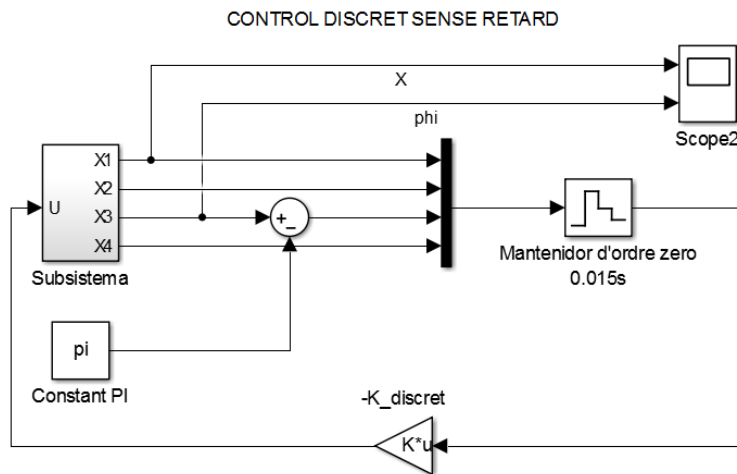 CONTROL DISCRET SENSE RETARD
X
phi
Scope2
X1
X2
U
X3
X4
+
−
Subsistema
Mantenidor d'ordre zero
0.015s
pi
Constant PI
-K_discret
K*u